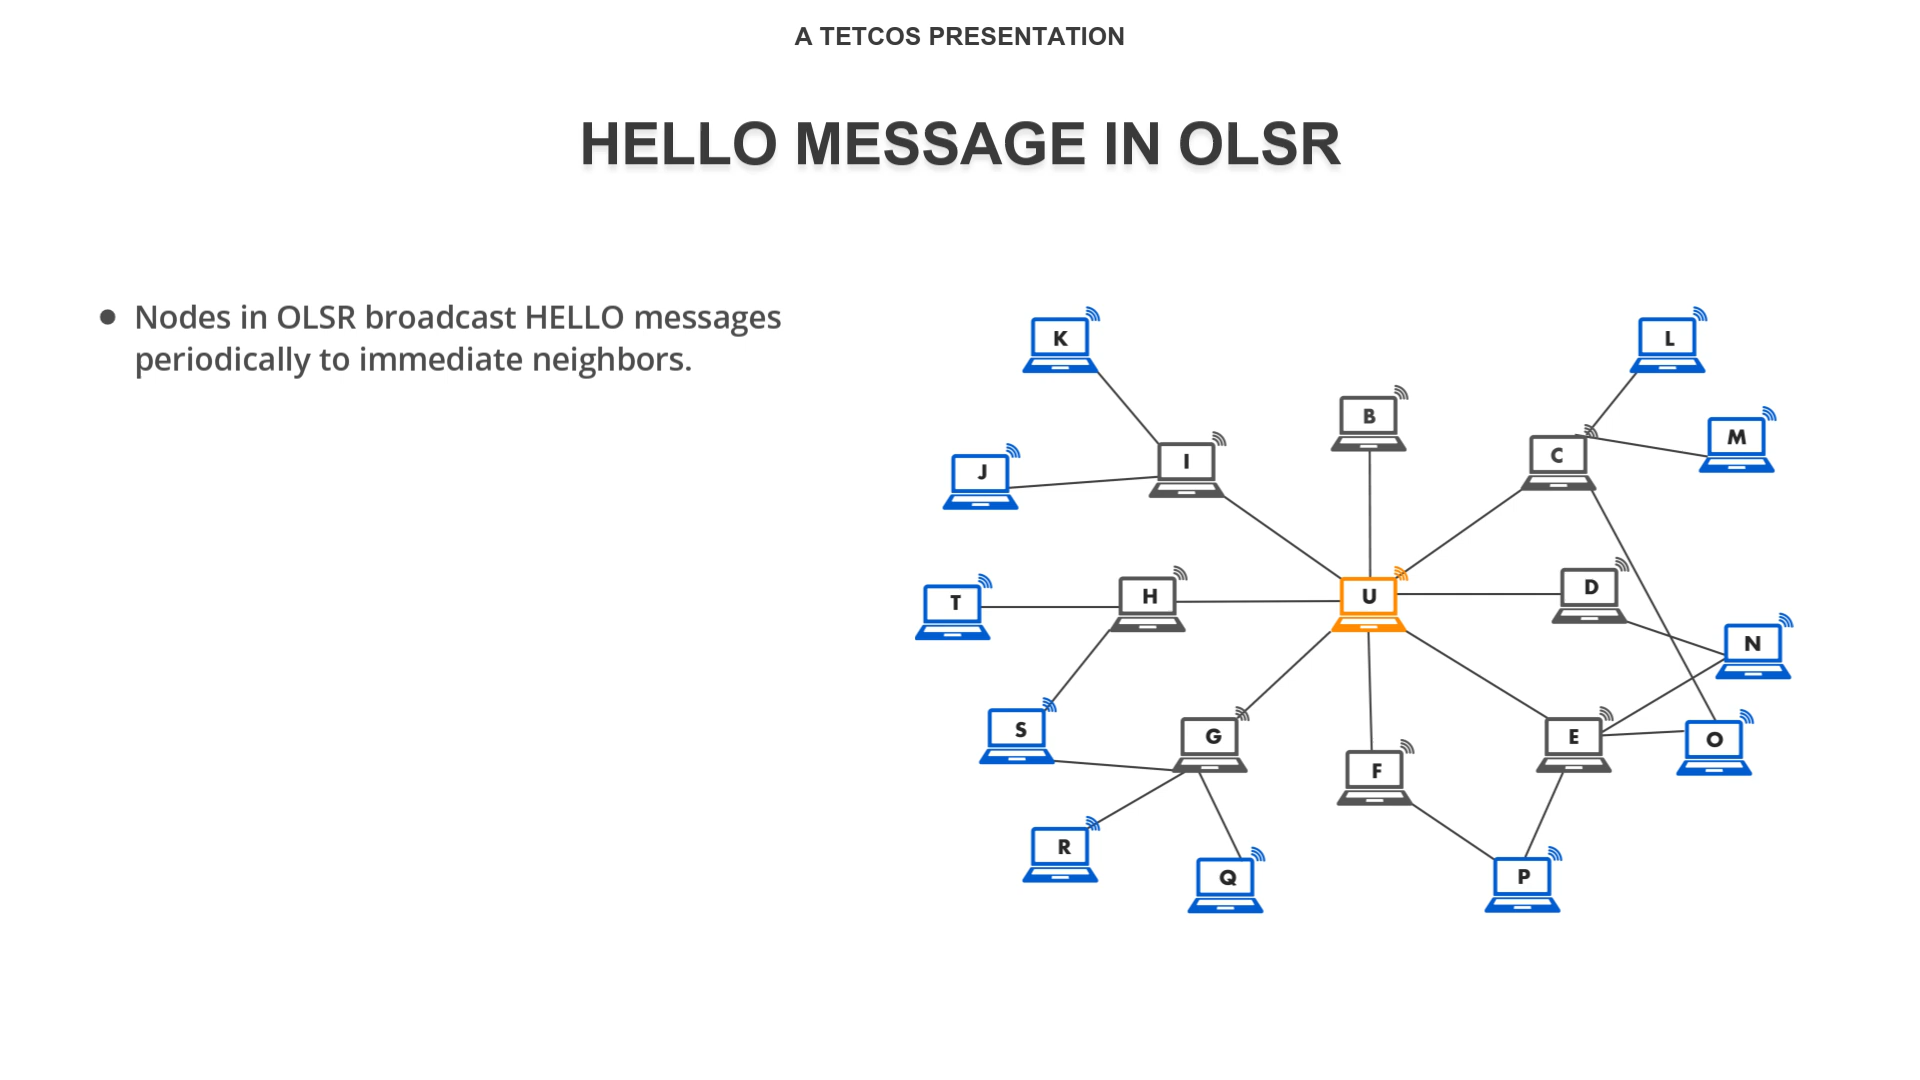 A TETCOS PRESENTATION
HELLO MESSAGE IN OLSR
● Nodes in OLSR broadcast HELLO messages
periodically to immediate neighbors.
K
L
B
M
C
I
J
D
U
H
T
N
S
G
E
O
F
R
Q
P